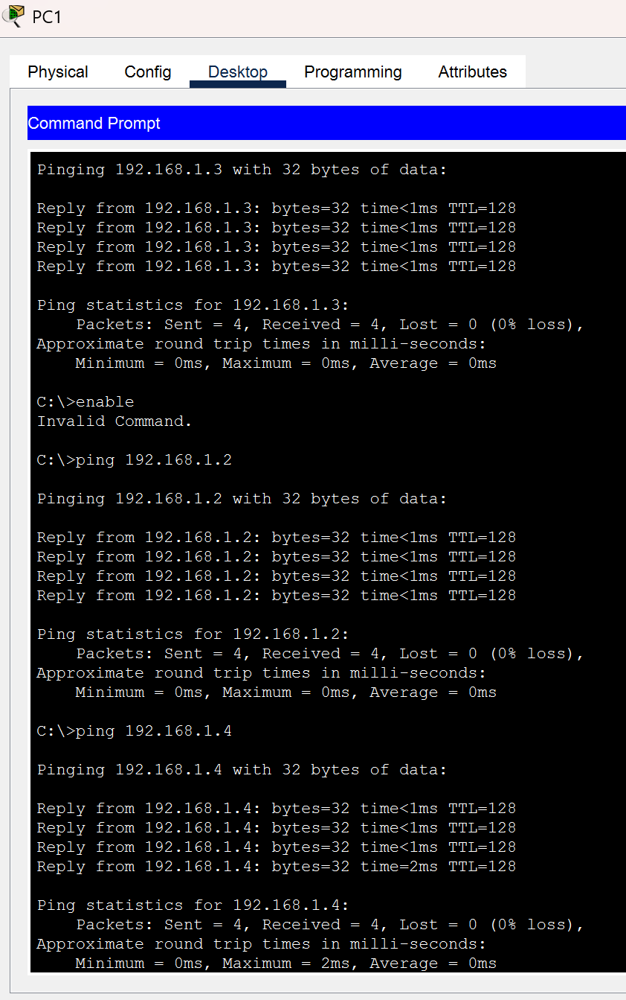 PC1
Physical Config Desktop Programming Attributes
Command Prompt
Pinging 192.168.1.3 with 32 bytes of data:
Reply from 192.168.1.3: bytes=32 time<1ms TTL=128
Reply from 192.168.1.3: bytes=32 time<1ms TTL=128
Reply from 192.168.1.3: bytes=32 time<1ms TTL=128
Reply from 192.168.1.3: bytes=32 time<1ms TTL=128
Ping statistics for 192.168.1.3:
Packets: Sent = 4, Received = 4, Lost = 0 (0% loss),
Approximate round trip times in milli-seconds:
Minimum = 0ms, Maximum = 0ms, Average = 0ms
C:\>enable
Invalid Command.
C:\>ping 192.168.1.2
Pinging 192.168.1.2 with 32 bytes of data:
Reply from 192.168.1.2: bytes=32 time<1ms TTL=128
Reply from 192.168.1.2: bytes=32 time<1ms TTL=128
Reply from 192.168.1.2: bytes=32 time<1ms TTL=128
Reply from 192.168.1.2: bytes=32 time<1ms TTL=128
Ping statistics for 192.168.1.2:
Packets: Sent = 4, Received = 4, Lost = 0 (0% loss),
Approximate round trip times in milli-seconds:
Minimum = 0ms, Maximum = 0ms, Average = 0ms
C:\>ping 192.168.1.4
Pinging 192.168.1.4 with 32 bytes of data:
Reply from 192.168.1.4: bytes=32 time<1ms TTL=128
Reply from 192.168.1.4: bytes=32 time<1ms TTL=128
Reply from 192.168.1.4: bytes=32 time<1ms TTL=128
Reply from 192.168.1.4: bytes=32 time=2ms TTL=128
Ping statistics for 192.168.1.4:
Packets: Sent = 4, Received = 4, Lost = 0 (0% loss),
Approximate round trip times in milli-seconds:
Minimum = 0ms, Maximum = 2ms, Average = 0ms